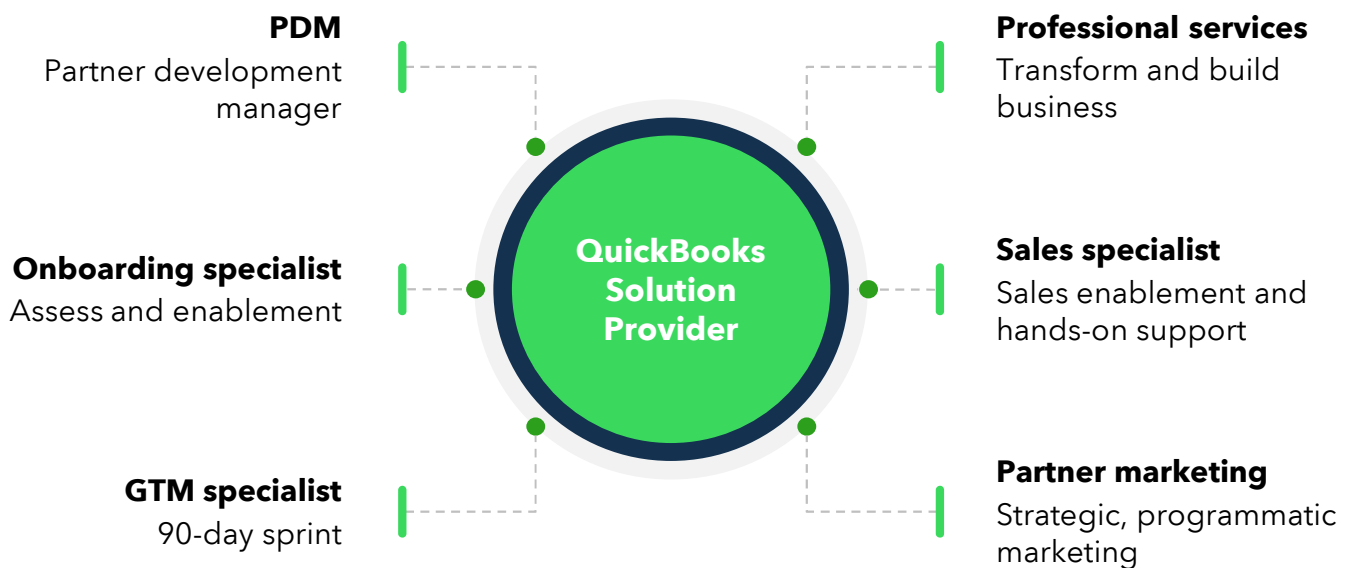 PDM
Partner development
manager
Onboarding specialist
Assess and enablement
GTM specialist
90-day sprint
QuickBooks
Solution
Provider
Professional services
Transform and build
business
Sales specialist
Sales enablement and
hands-on support
Partner marketing
Strategic, programmatic
marketing